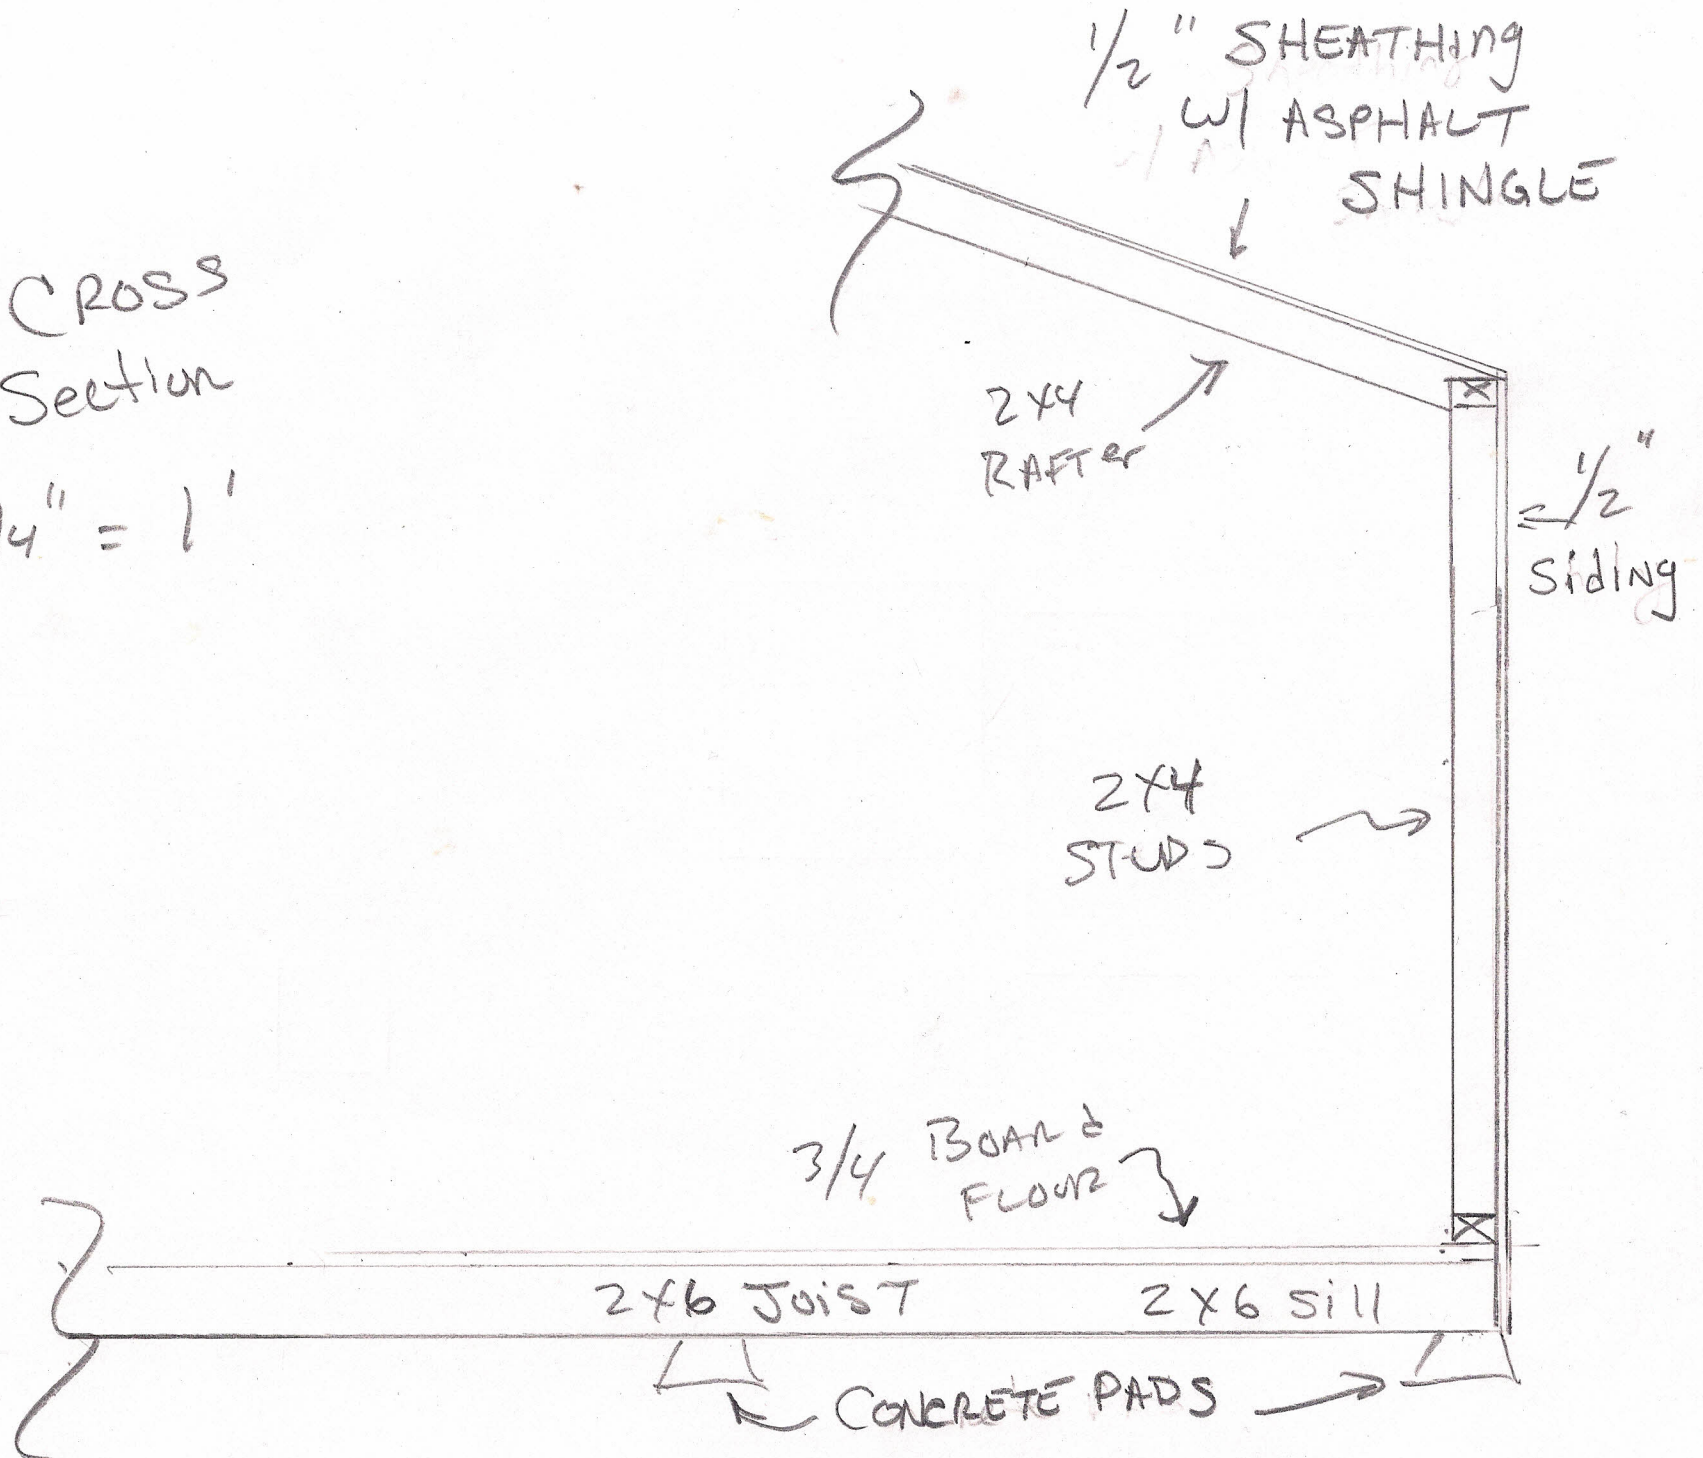 1/2" SHEATHing
W/ ASPHALT
SHINGLE
CROSS
Section
/4" = 1'
2x4
RAFTer
1/2"
SidiNg
2x4
STUDS
3/4 BOARd
FLOOR
2x6 JoisT
2x6 Sill
CONCRETE PADS